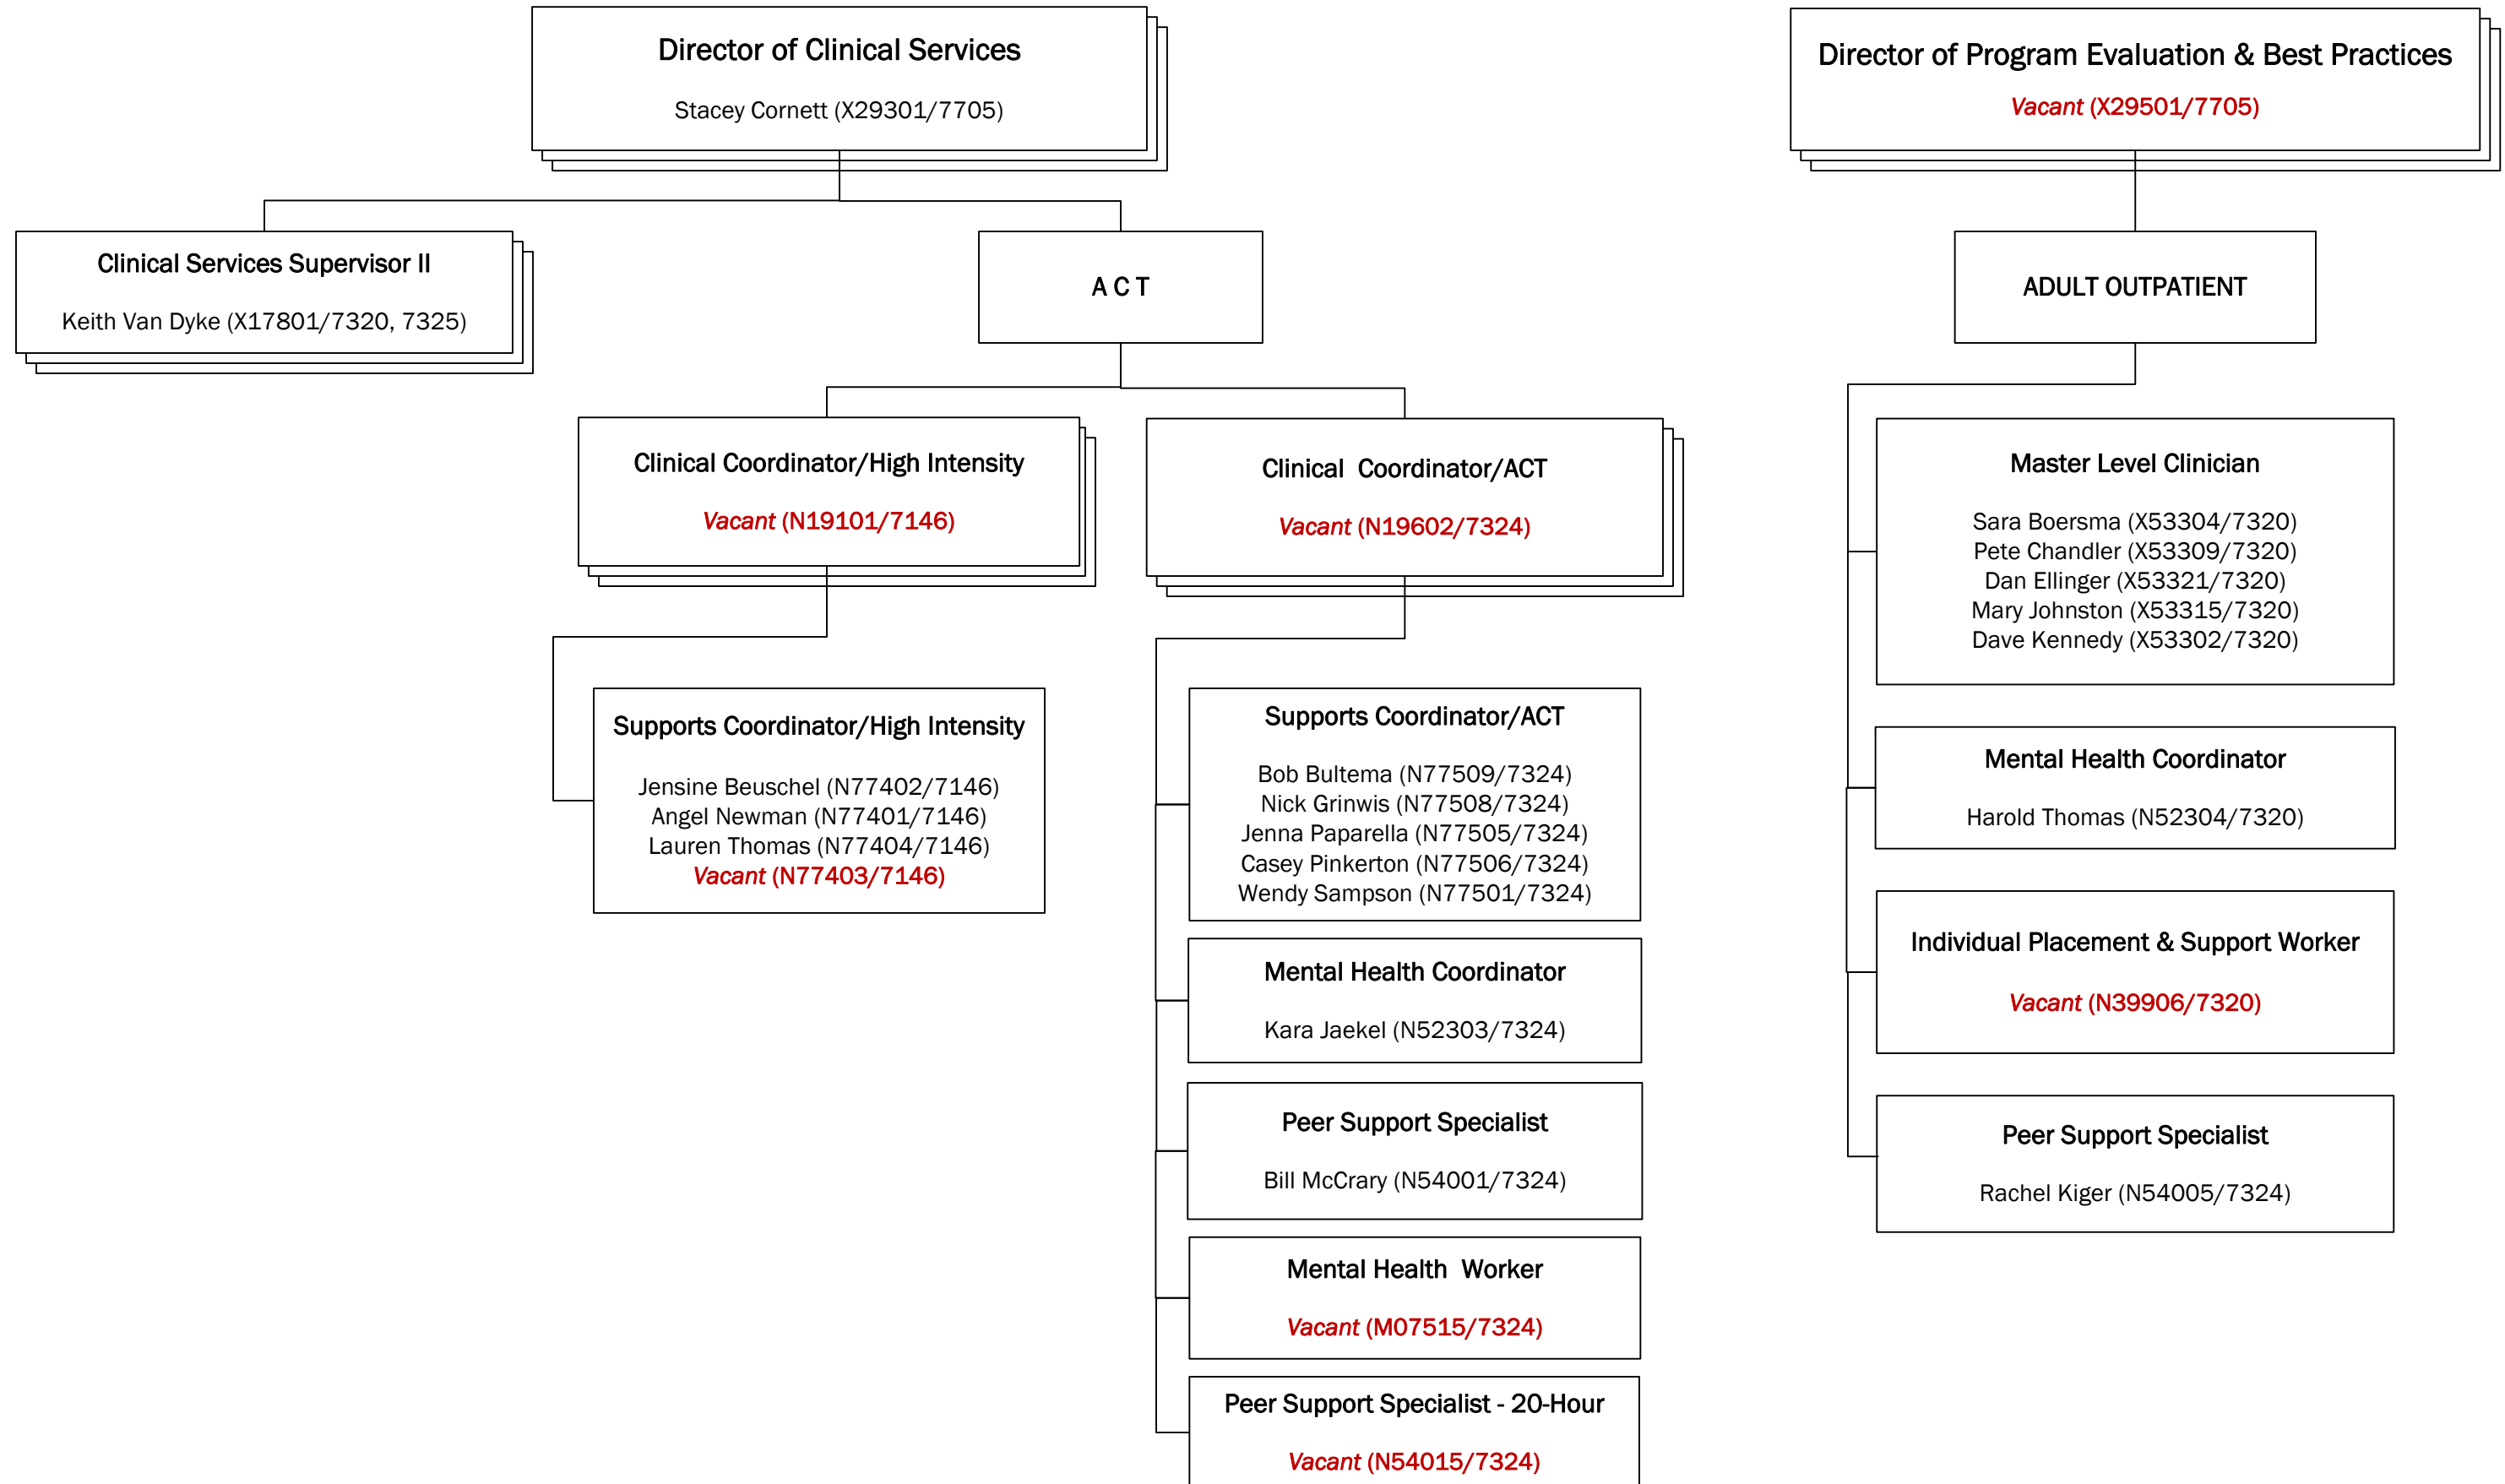 Director of Clinical Services
Stacey Cornett (X29301/7705)
Director of Program Evaluation & Best Practices
Vacant (X29501/7705)
Clinical Services Supervisor II
Keith Van Dyke (X17801/7320, 7325)
A C T
ADULT OUTPATIENT
Clinical Coordinator/High Intensity
Vacant (N19101/7146)
Clinical  Coordinator/ACT
Vacant (N19602/7324)
Master Level Clinician
Sara Boersma (X53304/7320)
Pete Chandler (X53309/7320)
Dan Ellinger (X53321/7320)
Mary Johnston (X53315/7320)
Dave Kennedy (X53302/7320)
Supports Coordinator/High Intensity
Jensine Beuschel (N77402/7146)
Angel Newman (N77401/7146)
Lauren Thomas (N77404/7146)
Vacant (N77403/7146)
Supports Coordinator/ACT
Bob Bultema (N77509/7324)
Nick Grinwis (N77508/7324)
Jenna Paparella (N77505/7324)
Casey Pinkerton (N77506/7324)
Wendy Sampson (N77501/7324)
Mental Health Coordinator
Harold Thomas (N52304/7320)
Mental Health Coordinator
Kara Jaekel (N52303/7324)
Individual Placement & Support Worker
Vacant (N39906/7320)
Peer Support Specialist
Bill McCrary (N54001/7324)
Peer Support Specialist
Rachel Kiger (N54005/7324)
Mental Health  Worker
Vacant (M07515/7324)
Peer Support Specialist - 20-Hour
Vacant (N54015/7324)